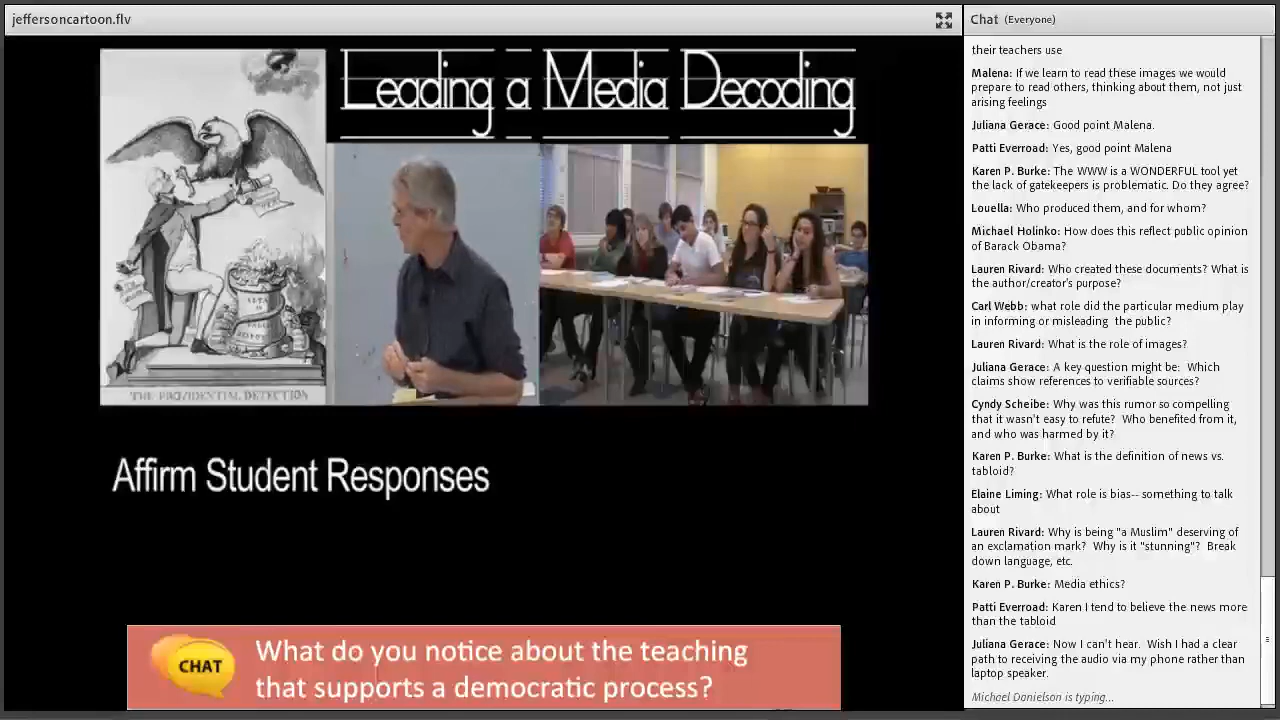 jeffersoncartoon.flv
Leading a Media Decoding
THE PROVIDENTIAL DETECTION
Affirm Student Responses
CHAT
What do you notice about the teaching
that supports a democratic process?
Chat (Everyone)
their teachers use
Malena: If we learn to read these images we would
prepare to read others, thinking about them, not just
arising feelings
Juliana Gerace: Good point Malena.
Patti Everroad: Yes, good point Malena
Karen P. Burke: The WWW is a WONDERFUL tool yet
the lack of gatekeepers is problematic. Do they agree?
Louella: Who produced them, and for whom?
Michael Holinko: How does this reflect public opinion
of Barack Obama?
Lauren Rivard: Who created these documents? What is
the author/creator's purpose?
Carl Webb: what role did the particular medium play
in informing or misleading the public?
Lauren Rivard: What is the role of images?
Juliana Gerace: A key question might be: Which
claims show references to verifiable sources?
Cyndy Scheibe: Why was this rumor so compelling
that it wasn't easy to refute? Who benefited from it,
and who was harmed by it?
Karen P. Burke: What is the definition of news vs.
tabloid?
Elaine Liming: What role is bias-- something to talk
about
Lauren Rivard: Why is being "a Muslim" deserving of
an exclamation mark? Why is it "stunning"? Break
down language, etc.
Karen P. Burke: Media ethics?
Patti Everroad: Karen I tend to believe the news more
than the tabloid
Juliana Gerace: Now I can't hear. Wish I had a clear
path to receiving the audio via my phone rather than
laptop speaker.
Michael Danielson is typing...